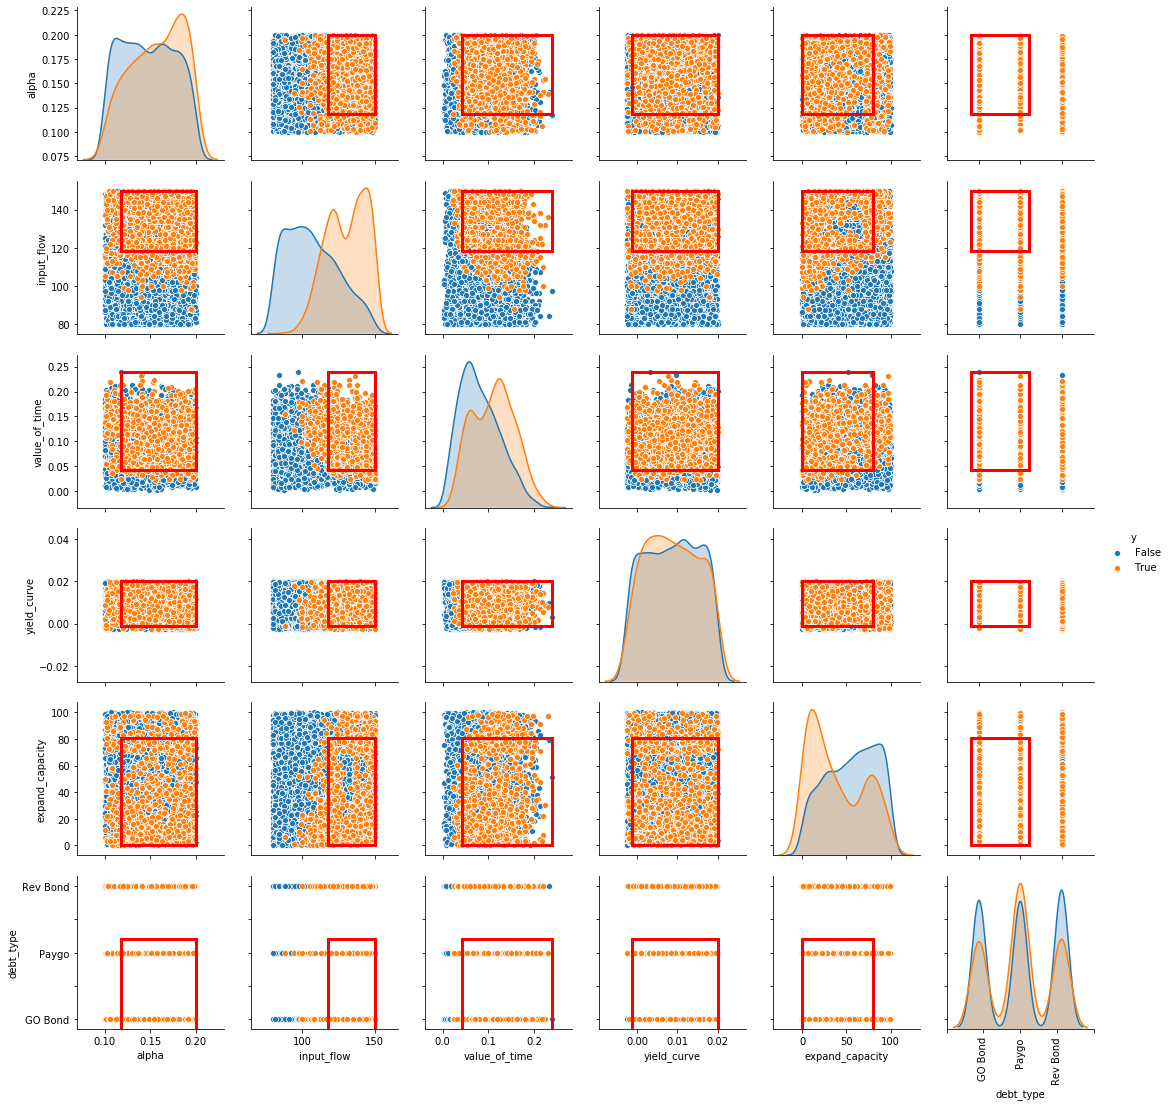 0.225
0.200
0.175
0.150
0.125
0.100
0.075
alpha
140
120
100
80
input_flow
0.25
0.20
0.15
0.10
0.05
0.00
value_of_time
0.04
0.02
0.00
−0.02
yield_curve
y
False
True
100
80
60
40
20
0
expand_capacity
Rev Bond
Paygo
GO Bond
debt_type
0.10 0.15 0.20
alpha
100 150
input_flow
0.0 0.1 0.2
value_of_time
0.00 0.01 0.02
yield_curve
0 50 100
expand_capacity
GO Bond
Paygo
Rev Bond
debt_type